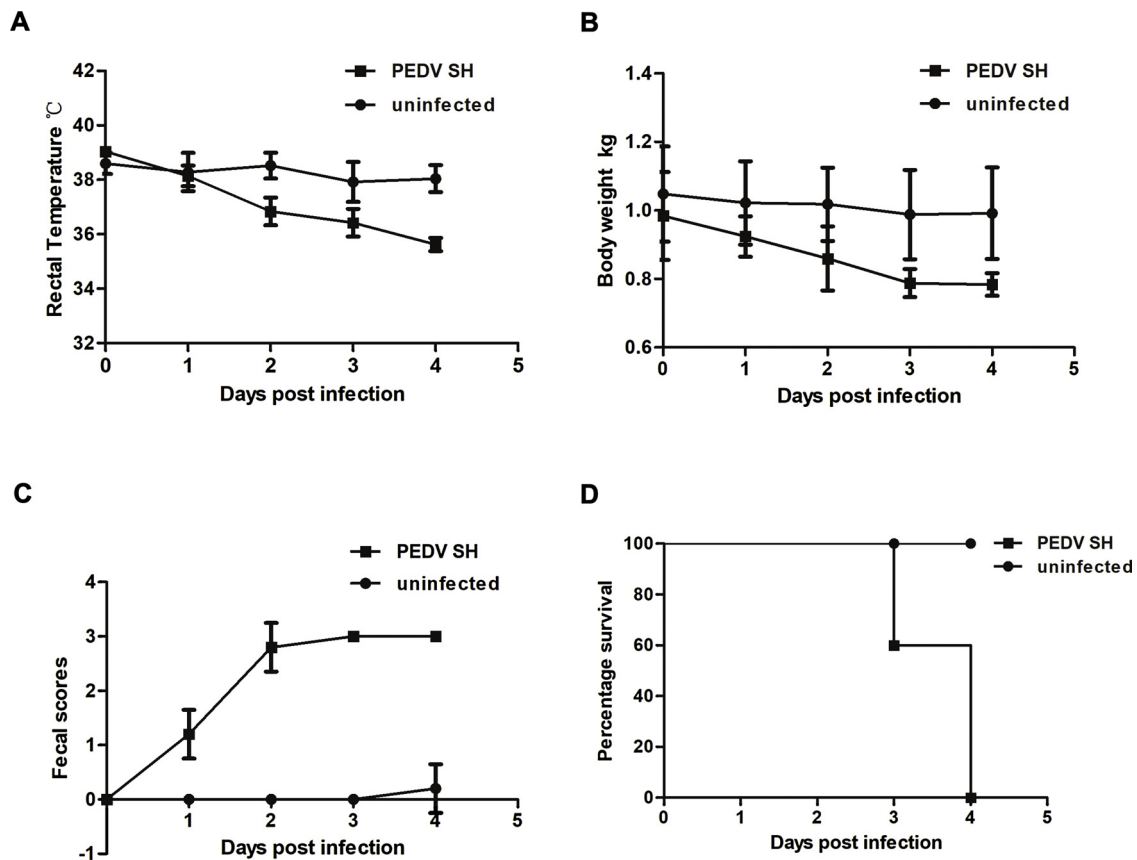 A
PEDV SH
uninfected
Rectal Temperature ℃
42
40
38
36
34
32
0 1 2 3 4 5
Days post infection
B
PEDV SH
uninfected
Body weight kg
1.4
1.2
1.0
0.8
0.6
0 1 2 3 4 5
Days post infection
C
PEDV SH
uninfected
Fecal scores
4
3
2
1
0
-1
1 2 3 4 5
Days post infection
D
PEDV SH
uninfected
Percentage survival
100
80
60
40
20
0
0 1 2 3 4 5
Days post infection